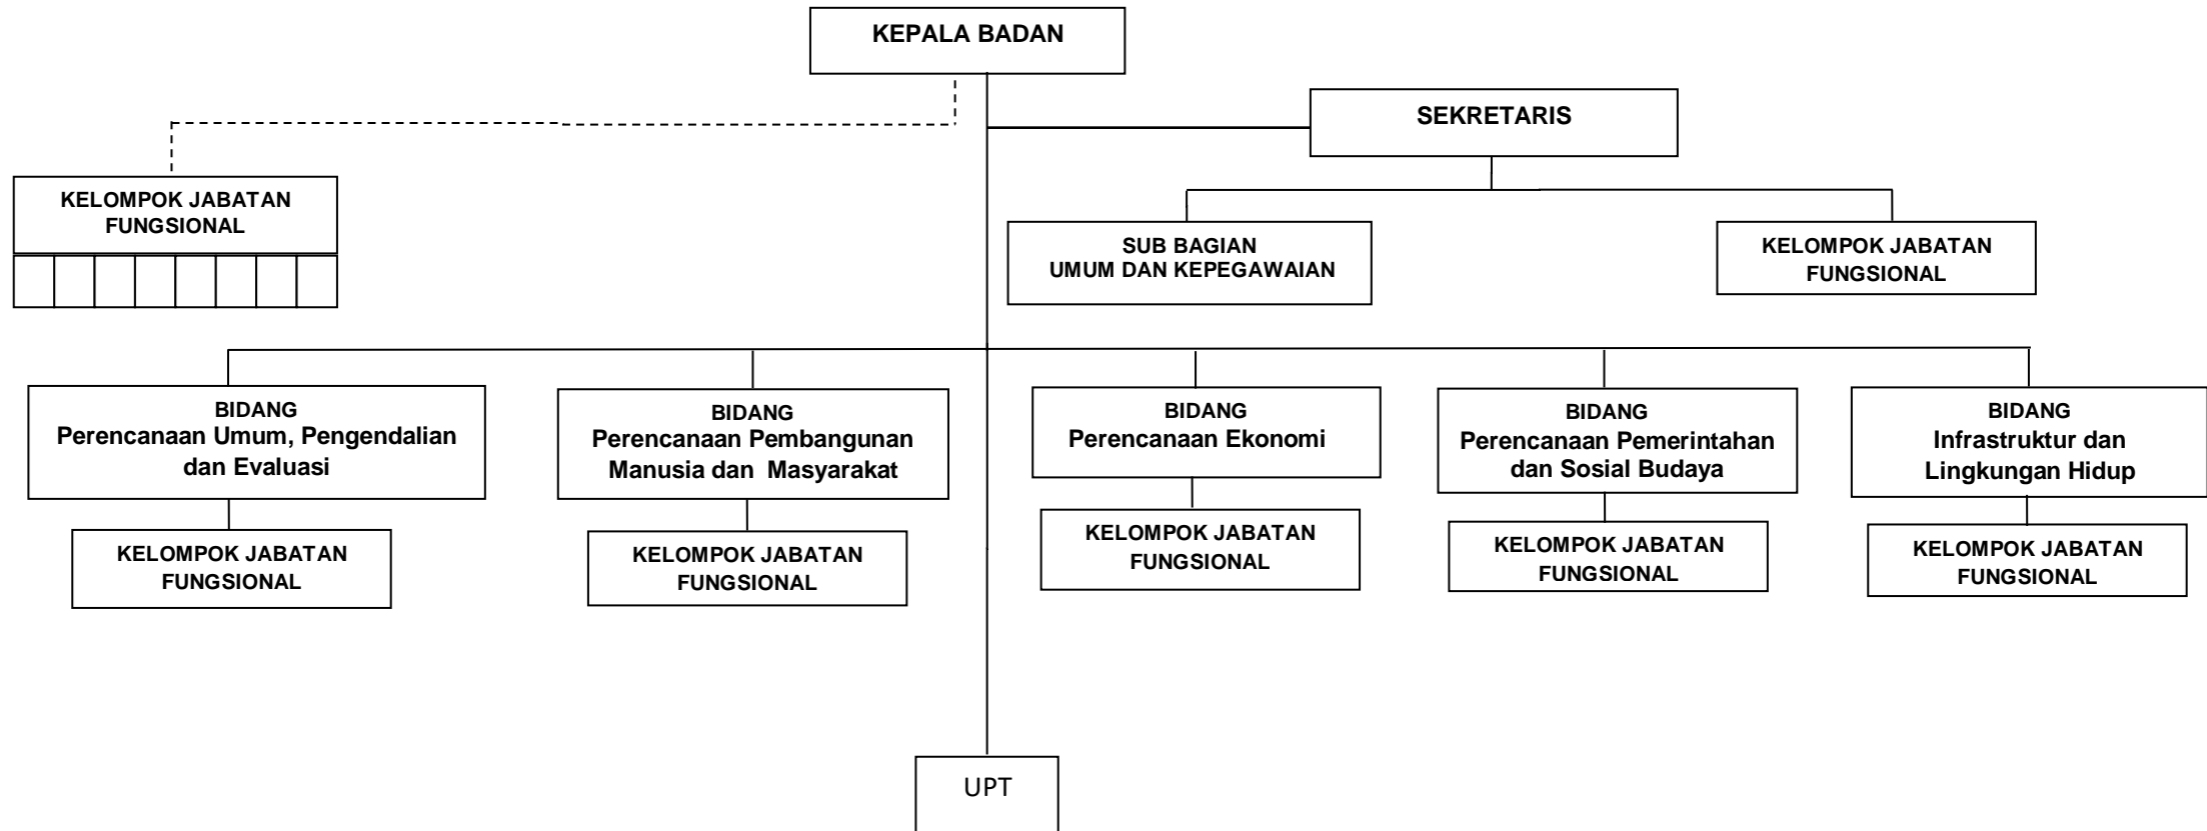 KEPALA BADAN
SEKRETARIS
KELOMPOK JABATAN
FUNGSIONAL
SUB BAGIAN
UMUM DAN KEPEGAWAIAN
KELOMPOK JABATAN
FUNGSIONAL
BIDANG
Perencanaan Umum, Pengendalian
dan Evaluasi
BIDANG
Perencanaan Pembangunan
Manusia dan Masyarakat
BIDANG
Perencanaan Ekonomi
BIDANG
Perencanaan Pemerintahan
dan Sosial Budaya
BIDANG
Infrastruktur dan
Lingkungan Hidup
KELOMPOK JABATAN
FUNGSIONAL
KELOMPOK JABATAN
FUNGSIONAL
KELOMPOK JABATAN
FUNGSIONAL
KELOMPOK JABATAN
FUNGSIONAL
KELOMPOK JABATAN
FUNGSIONAL
UPT